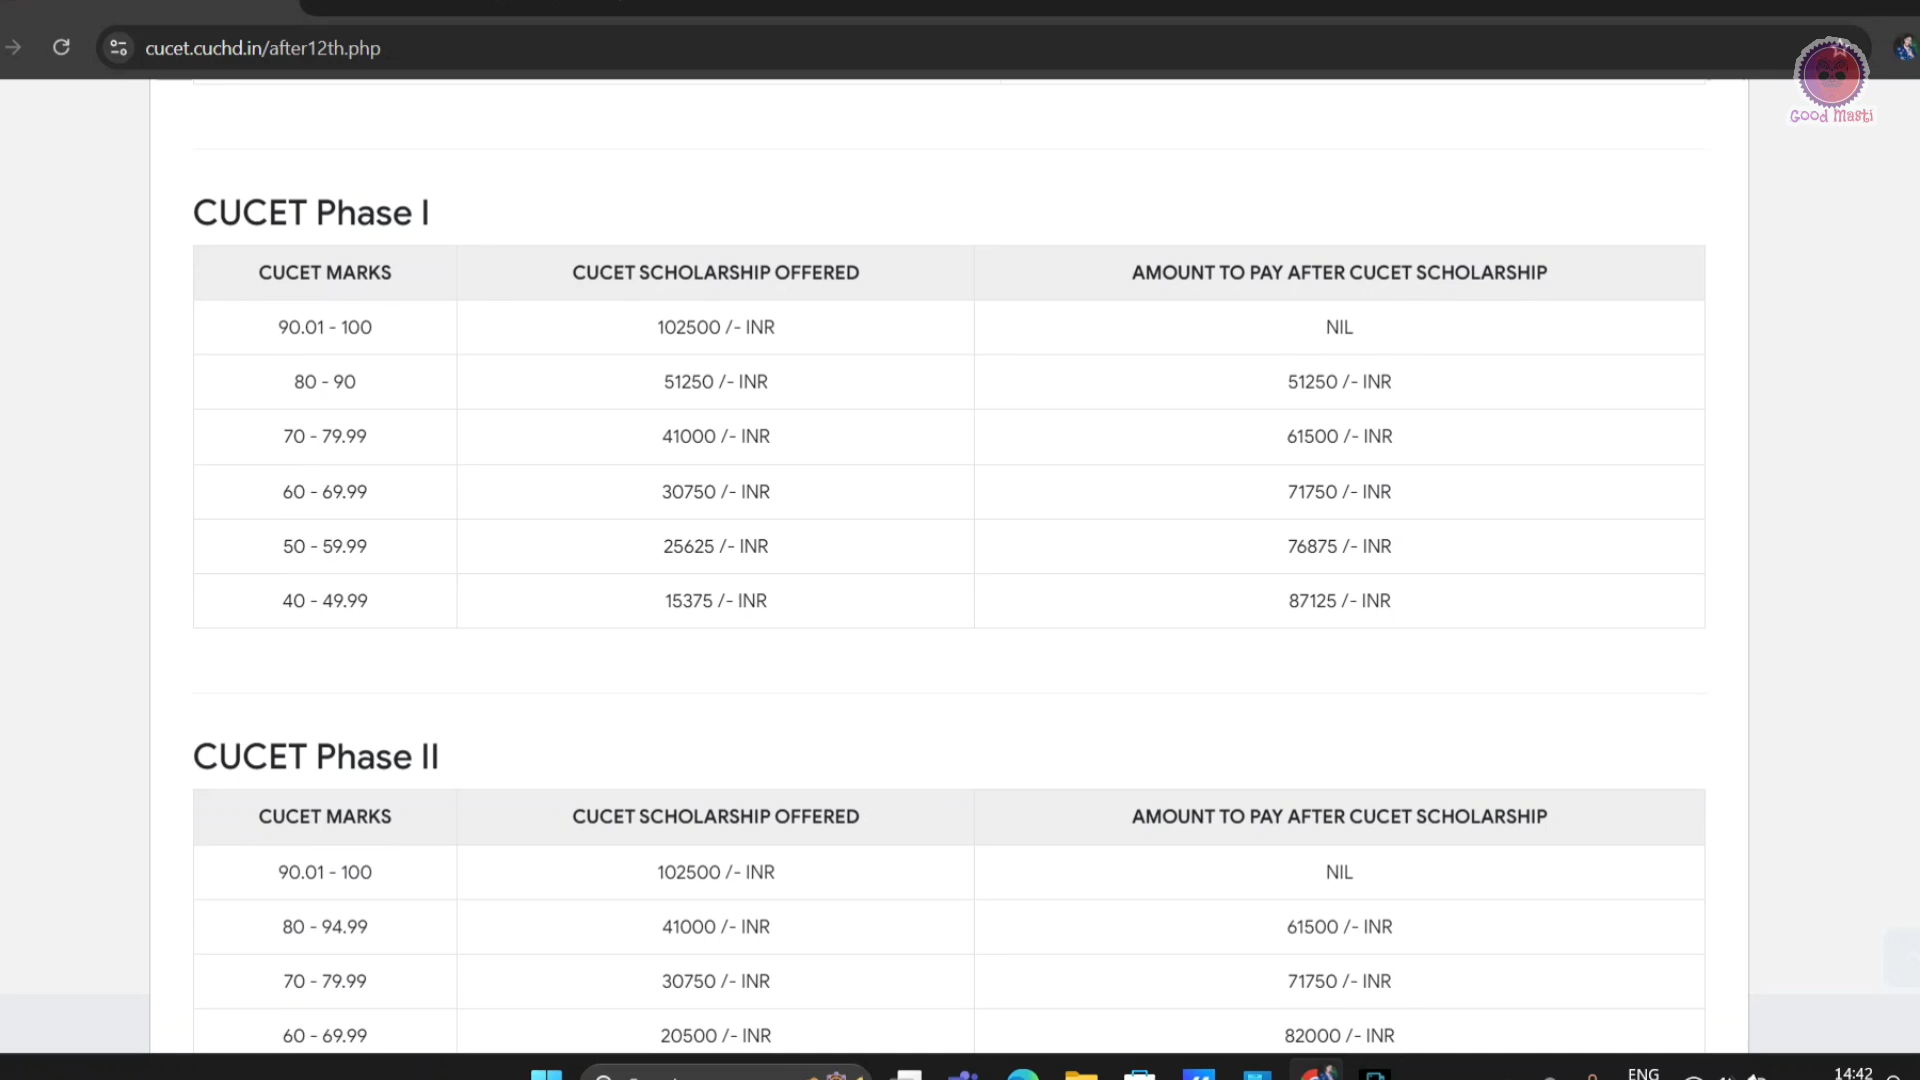 cucet.cuchd.in/after12th.php
Good Masti
CUCET Phase I
CUCET MARKS CUCET SCHOLARSHIP OFFERED AMOUNT TO PAY AFTER CUCET SCHOLARSHIP
90.01 - 100 102500 /- INR NIL
80 - 90 51250 /- INR 51250 /- INR
70 - 79.99 41000 /- INR 61500 /- INR
60 - 69.99 30750 /- INR 71750 /- INR
50 - 59.99 25625 /- INR 76875 /- INR
40 - 49.99 15375 /- INR 87125 /- INR
CUCET Phase II
CUCET MARKS CUCET SCHOLARSHIP OFFERED AMOUNT TO PAY AFTER CUCET SCHOLARSHIP
90.01 - 100 102500 /- INR NIL
80 - 94.99 41000 /- INR 61500 /- INR
70 - 79.99 30750 /- INR 71750 /- INR
60 - 69.99 20500 /- INR 82000 /- INR
ENG 14:42